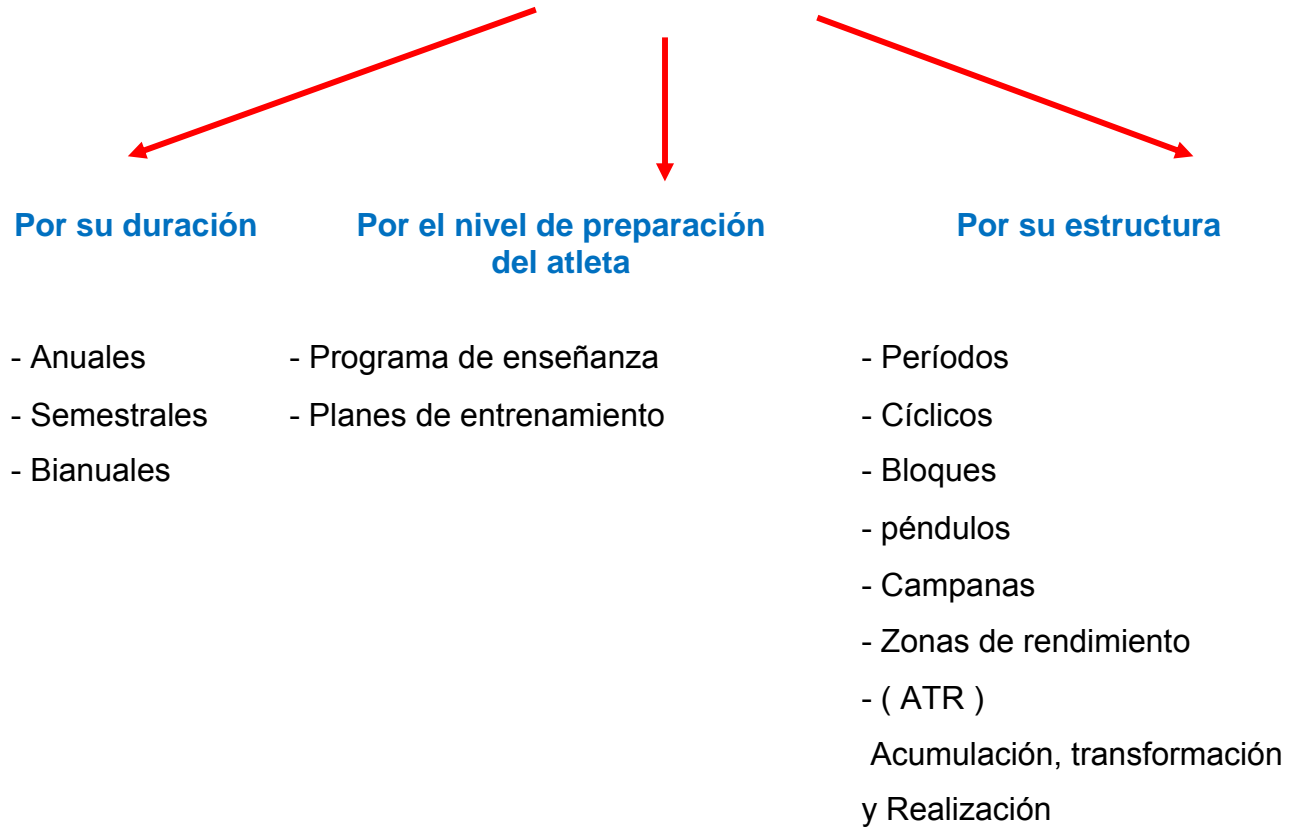 Por su duración
- Anuales
- Semestrales
- Bianuales
Por el nivel de preparación
del atleta
- Programa de enseñanza
- Planes de entrenamiento
Por su estructura
- Períodos
- Cíclicos
- Bloques
- péndulos
- Campanas
- Zonas de rendimiento
- ( ATR )
Acumulación, transformación
y Realización